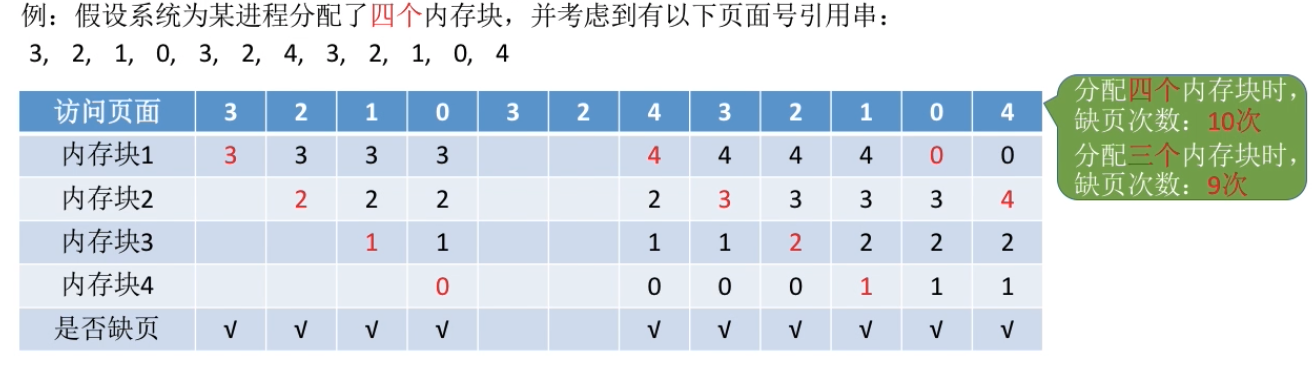 例：假设系统为某进程分配了四个内存块，并考虑到有以下页面号引用串：
3, 2, 1, 0, 3, 2, 4, 3, 2, 1, 0, 4
访问页面 3 2 1 0 3 2 4 3 2 1 0 4
内存块1 3 3 3 3 4 4 4 4 0 0
内存块2 2 2 2 2 3 3 3 3 4
内存块3 1 1 1 1 2 2 2 2
内存块4 0 0 0 0 1 1 1
是否缺页 √ √ √ √ √ √ √ √ √ √
分配四个内存块时，
缺页次数：10次
分配三个内存块时，
缺页次数：9次